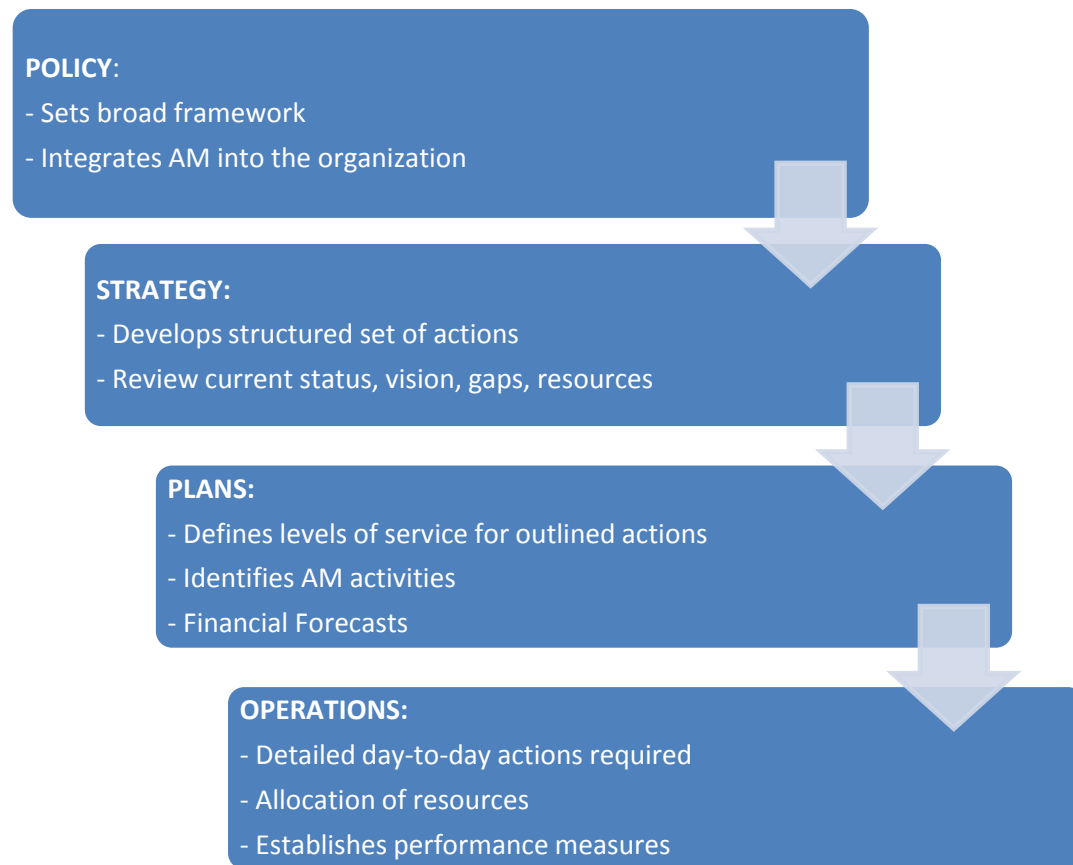 POLICY:
- Sets broad framework
- Integrates AM into the organization
STRATEGY:
- Develops structured set of actions
- Review current status, vision, gaps, resources
PLANS:
- Defines levels of service for outlined actions
- Identifies AM activities
- Financial Forecasts
OPERATIONS:
- Detailed day-to-day actions required
- Allocation of resources
- Establishes performance measures